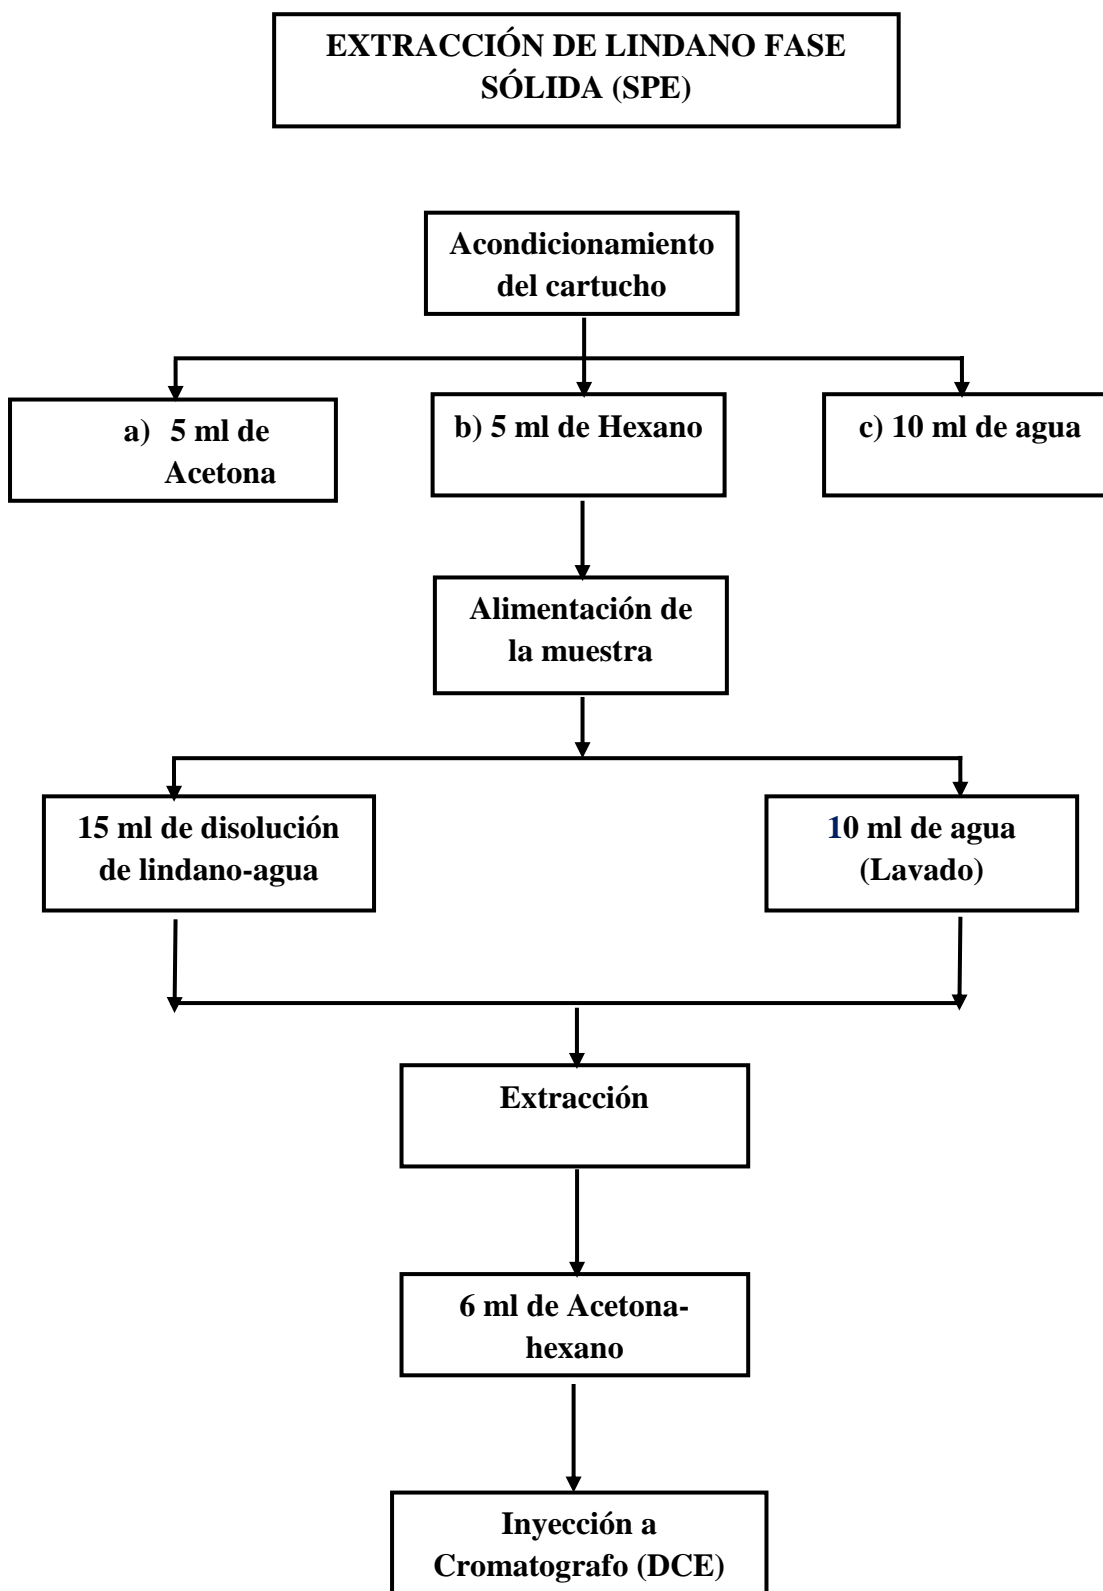 EXTRACCIÓN DE LINDANO FASE
SÓLIDA (SPE)
Acondicionamiento
del cartucho
a) 5 ml de
Acetona
b) 5 ml de Hexano
c) 10 ml de agua
Alimentación de
la muestra
15 ml de disolución
de lindano-agua
10 ml de agua
(Lavado)
Extracción
6 ml de Acetona-
hexano
Inyección a
Cromatografo (DCE)